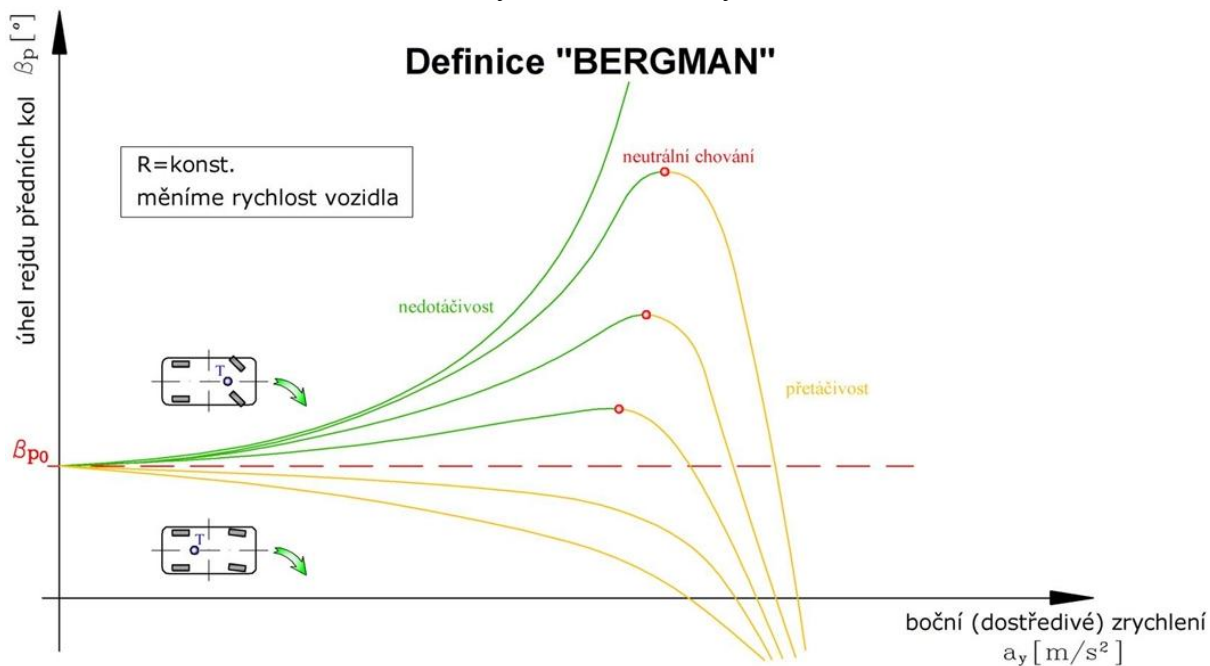 Definice "BERGMAN"
úhel rejdu předních kol βp[°]
R=konst.
měníme rychlost vozidla
neutrální chování
nedotáčivost
přetáčivost
T
βp₀
T
boční (dostředivé) zrychlení
aᵧ[m/s²]